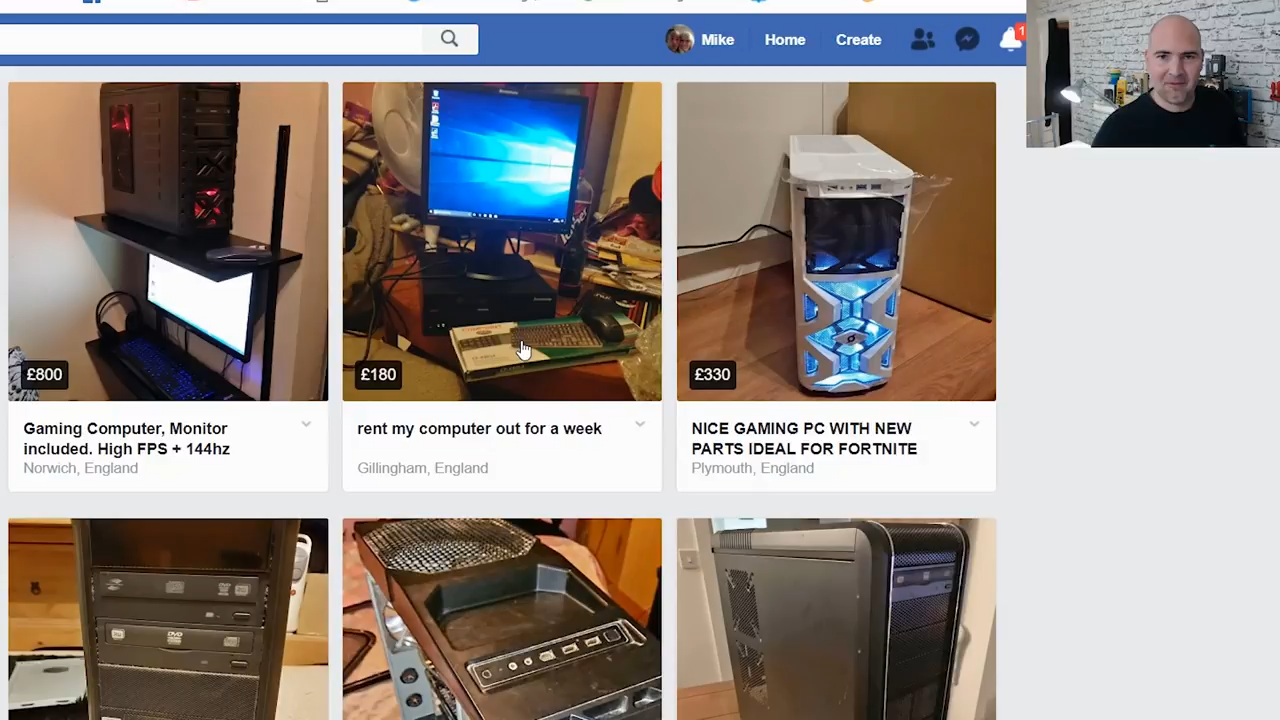 Mike
Home
Create
1
£800
£180
£330
Gaming Computer, Monitor
included. High FPS + 144hz
Norwich, England
rent my computer out for a week
Gillingham, England
NICE GAMING PC WITH NEW
PARTS IDEAL FOR FORTNITE
Plymouth, England